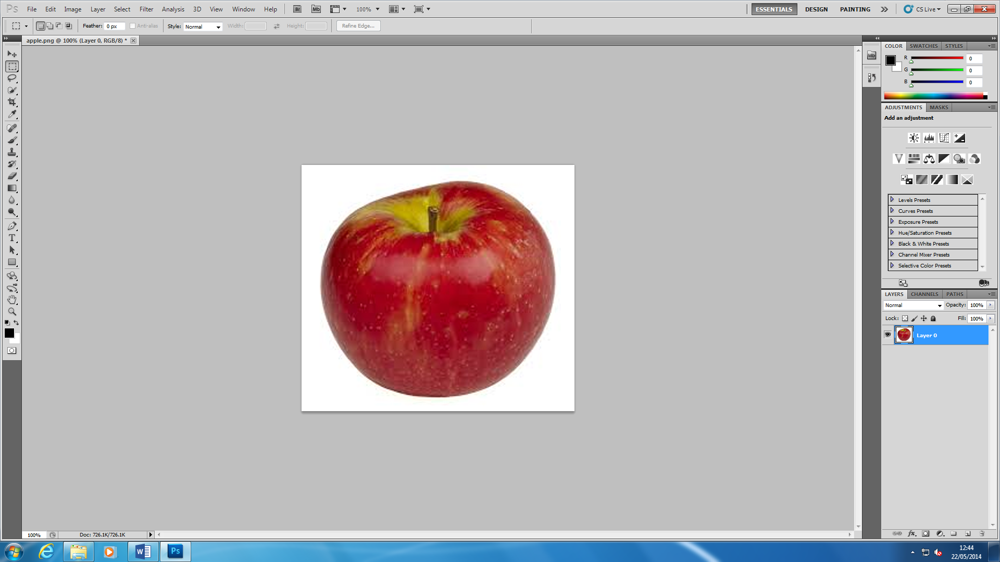 Ps File Edit Image Layer Select Filter Analysis 3D View Window Help Br Mb 100% ESSENTIALS DESIGN PAINTING CS Live
Feather: 0 px Anti-alias Style: Normal Width: Height: Refine Edge...
apple.png @ 100% (Layer 0, RGB/8) *
COLOR SWATCHES STYLES
Mb
R 0
G 0
B 0
ADJUSTMENTS MASKS
Add an adjustment
Levels Presets
Curves Presets
Exposure Presets
Hue/Saturation Presets
Black & White Presets
Channel Mixer Presets
Selective Color Presets
LAYERS CHANNELS PATHS
Normal Opacity: 100%
Lock: Fill: 100%
Layer 0
T
100% Doc: 726.1K/726.1K
fx
W Ps
12:44
22/05/2014